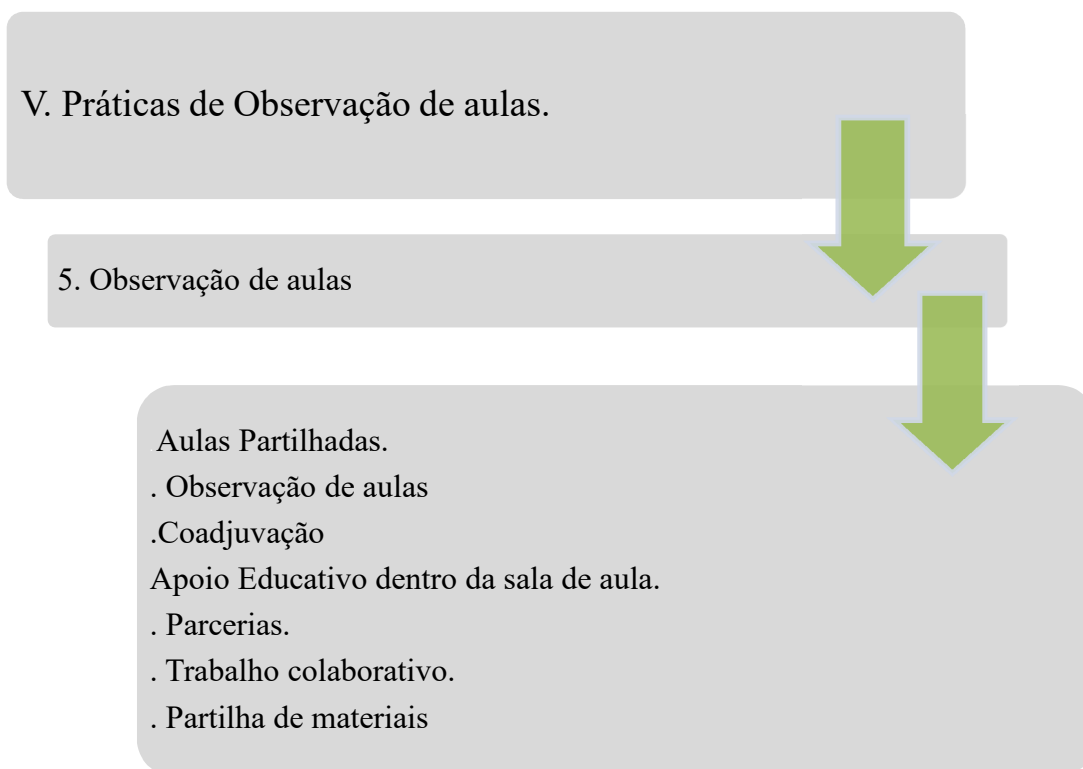 V. Práticas de Observação de aulas.
5. Observação de aulas
.Aulas Partilhadas.
. Observação de aulas
.Coadjuvação
Apoio Educativo dentro da sala de aula.
. Parcerias.
. Trabalho colaborativo.
. Partilha de materiais